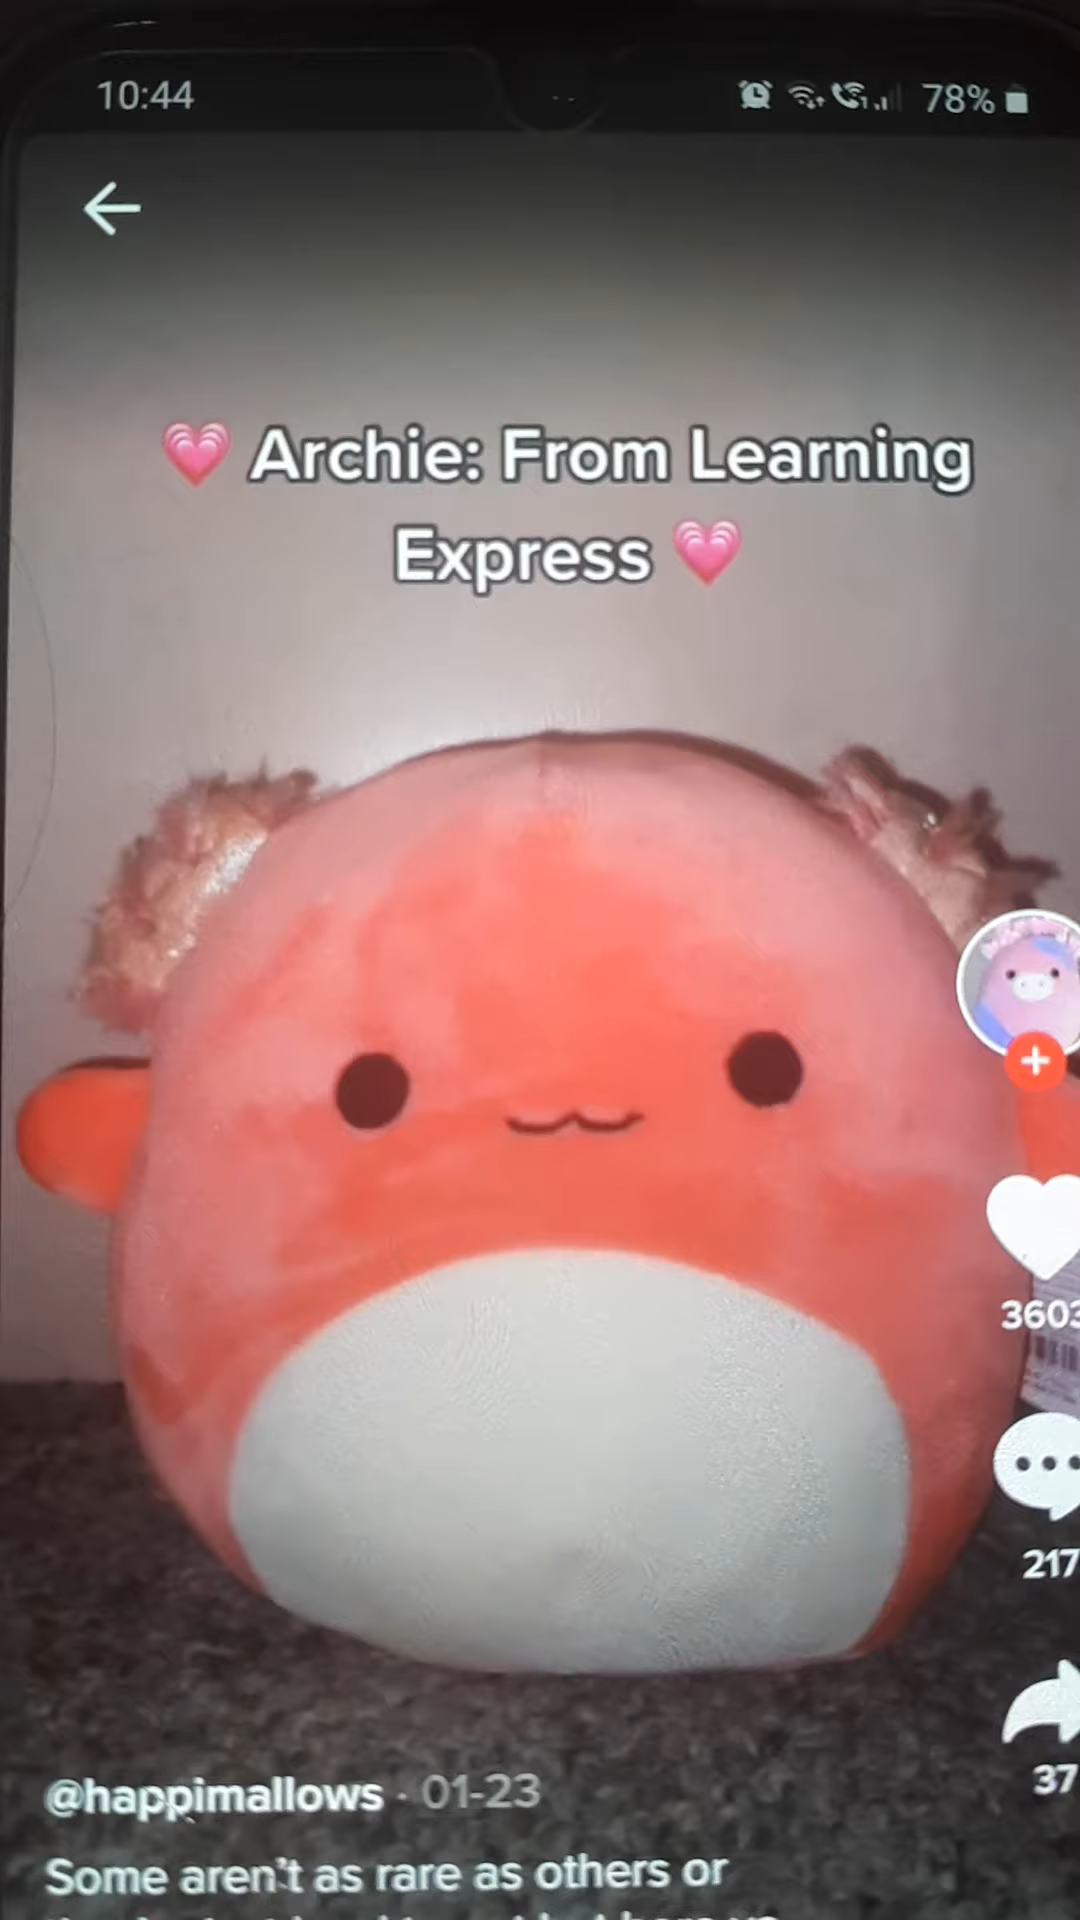 10:44
78%
💗 Archie: From Learning
Express 💗
3603
217
37
@happimallows · 01-23
Some aren't as rare as others or